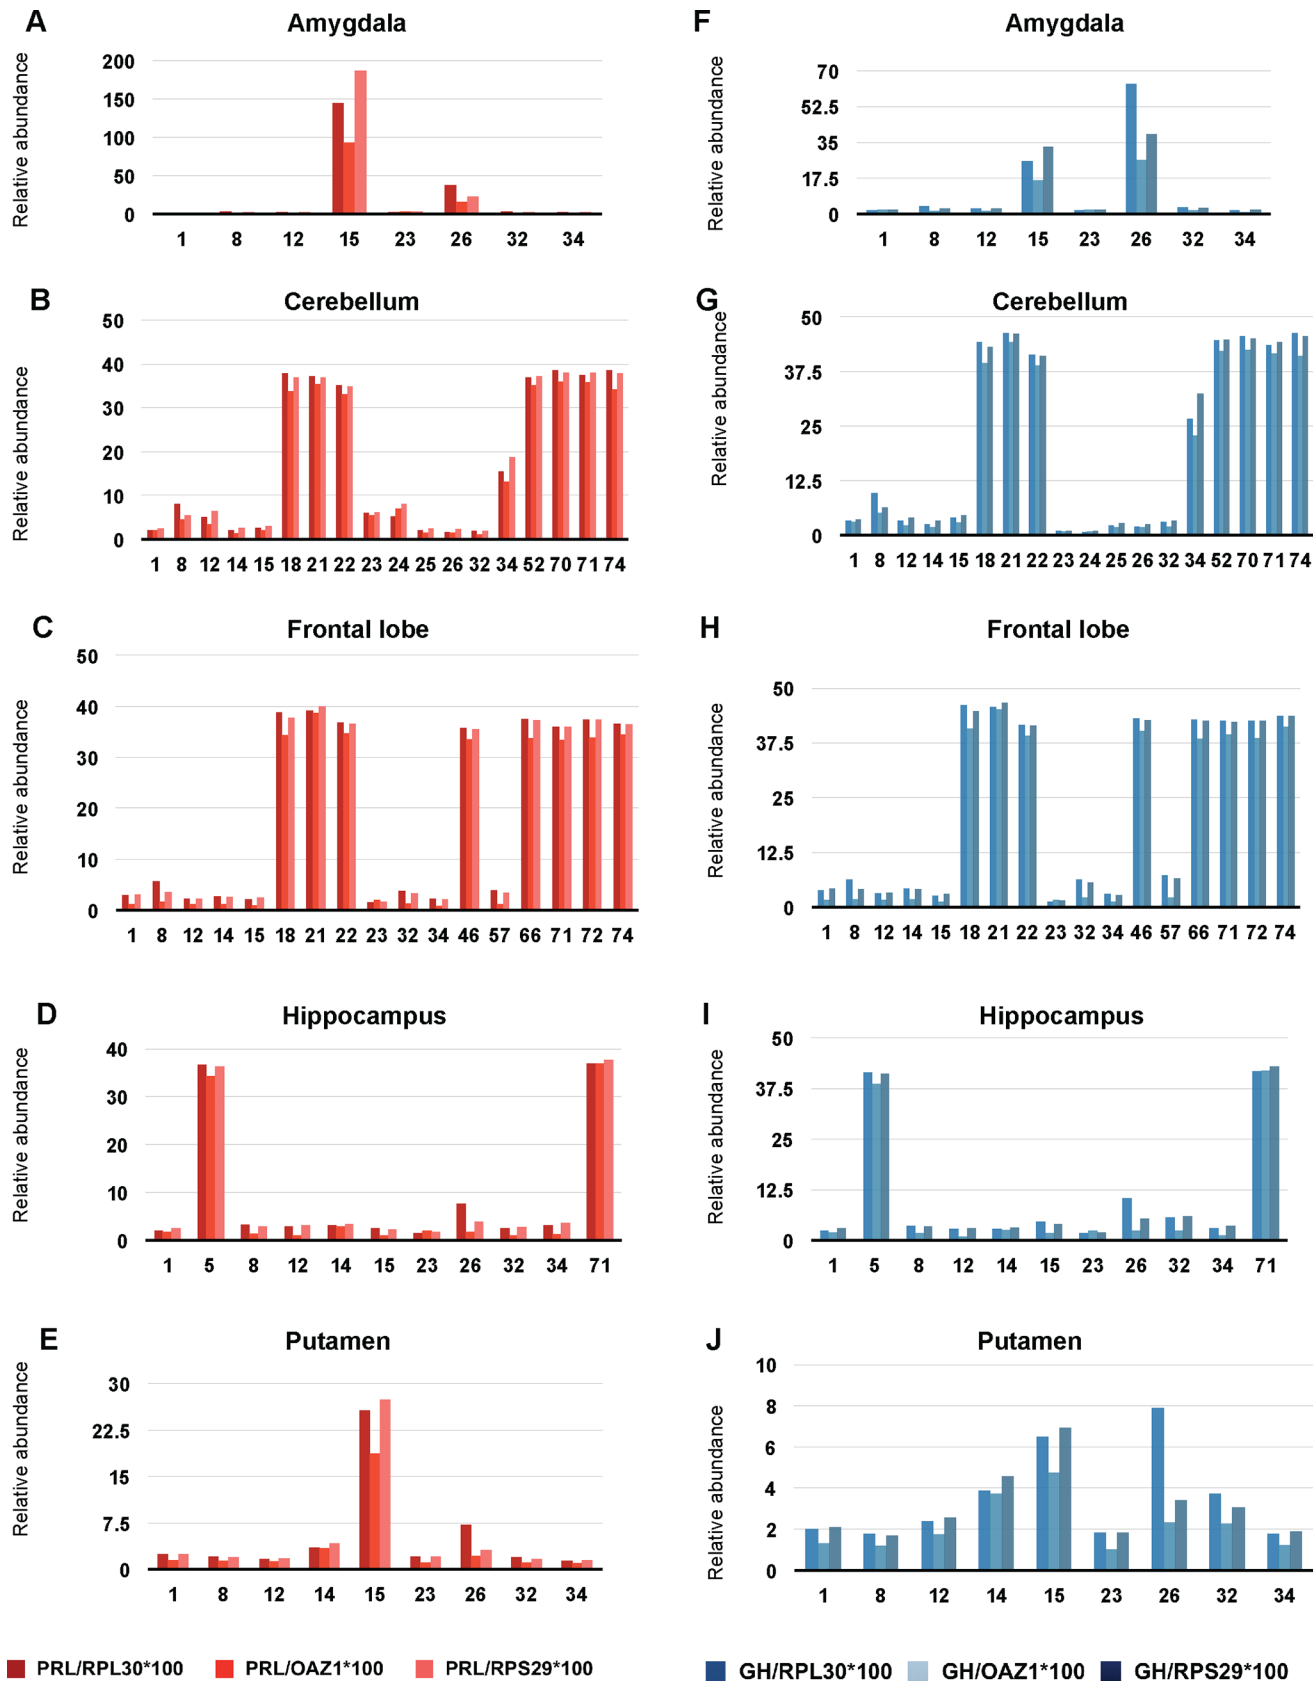 A
Amygdala
Relative abundance
200
150
100
50
0
1 8 12 15 23 26 32 34
F
Amygdala
Relative abundance
70
52.5
35
17.5
0
1 8 12 15 23 26 32 34
B
Cerebellum
Relative abundance
50
40
30
20
10
0
1 8 12 14 15 18 21 22 23 24 25 26 32 34 52 70 71 74
G
Cerebellum
Relative abundance
50
37.5
25
12.5
0
1 8 12 14 15 18 21 22 23 24 25 26 32 34 52 70 71 74
C
Frontal lobe
Relative abundance
50
40
30
20
10
0
1 8 12 14 15 18 21 22 23 32 34 46 57 66 71 72 74
H
Frontal lobe
Relative abundance
50
37.5
25
12.5
0
1 8 12 14 15 18 21 22 23 32 34 46 57 66 71 72 74
D
Hippocampus
Relative abundance
40
30
20
10
0
1 5 8 12 14 15 23 26 32 34 71
I
Hippocampus
Relative abundance
50
37.5
25
12.5
0
1 5 8 12 14 15 23 26 32 34 71
E
Putamen
Relative abundance
30
22.5
15
7.5
0
1 8 12 14 15 23 26 32 34
J
Putamen
Relative abundance
10
8
6
4
2
0
1 8 12 14 15 23 26 32 34
PRL/RPL30*100 PRL/OAZ1*100 PRL/RPS29*100
GH/RPL30*100 GH/OAZ1*100 GH/RPS29*100